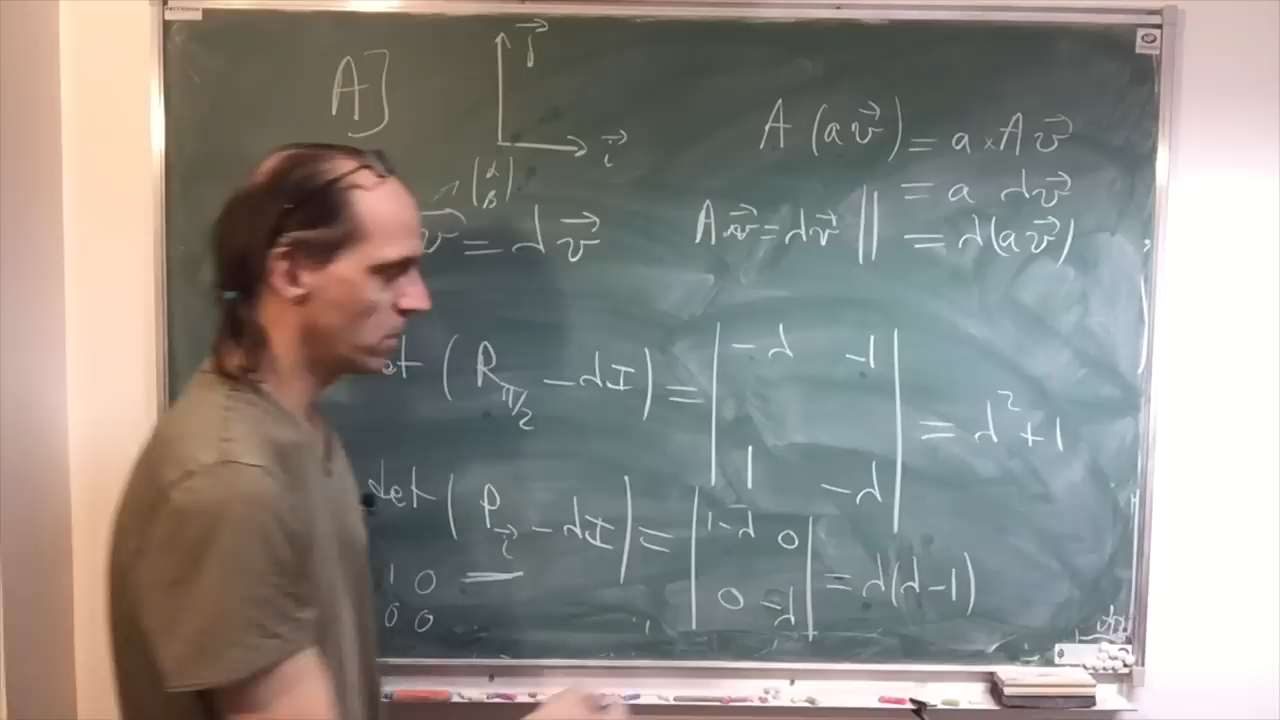 A]
j⃗
i⃗
(α
β)
v⃗ = λv⃗
A(av⃗) = a × Av⃗
= a λv⃗
Av⃗ = λv⃗ || = λ(av⃗)
et (R_{π/2} - λI) = | -λ -1 | = λ² + 1
1 -λ
det (P_{i⃗} - λI) = | 1-λ 0 | = λ(λ-1)
0 -λ
1 0
0 0